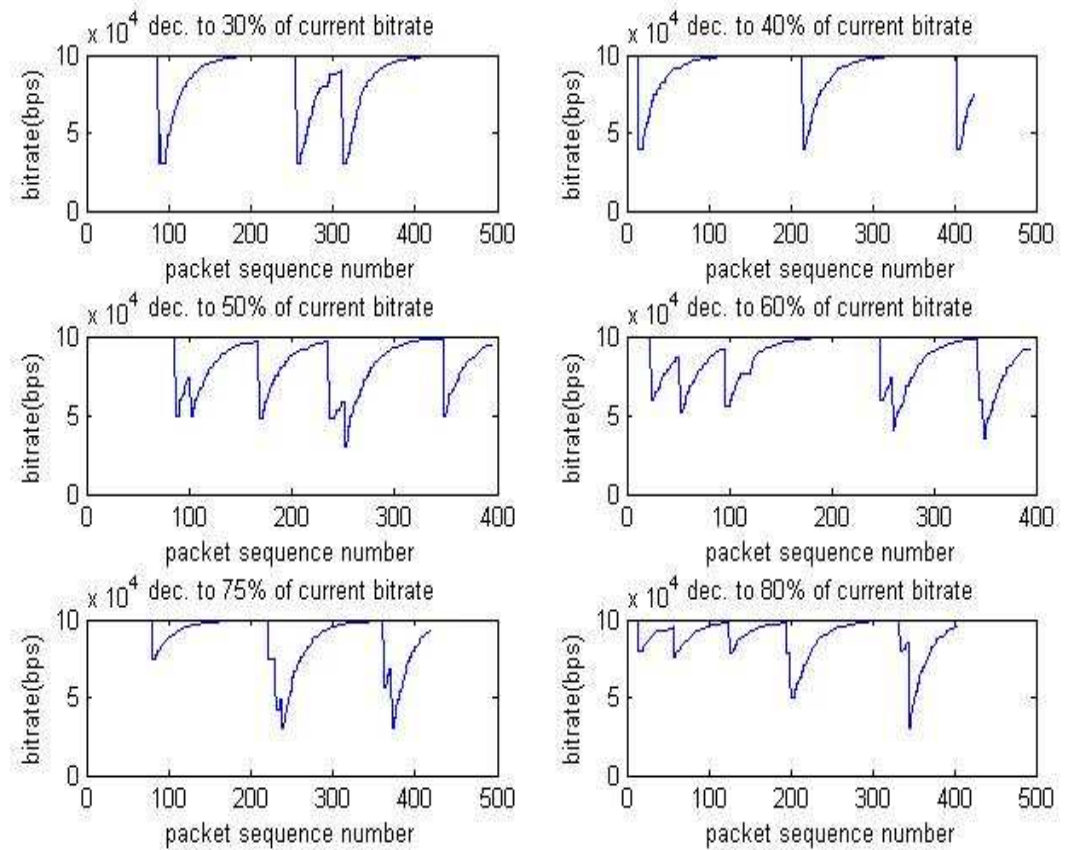 x 10^4 dec. to 30% of current bitrate
10
5
0
bitrate(bps)
0 100 200 300 400 500
packet sequence number
x 10^4 dec. to 40% of current bitrate
10
5
0
bitrate(bps)
0 100 200 300 400 500
packet sequence number
x 10^4 dec. to 50% of current bitrate
10
5
0
bitrate(bps)
0 100 200 300 400
packet sequence number
x 10^4 dec. to 60% of current bitrate
10
5
0
bitrate(bps)
0 100 200 300 400
packet sequence number
x 10^4 dec. to 75% of current bitrate
10
5
0
bitrate(bps)
0 100 200 300 400 500
packet sequence number
x 10^4 dec. to 80% of current bitrate
10
5
0
bitrate(bps)
0 100 200 300 400 500
packet sequence number